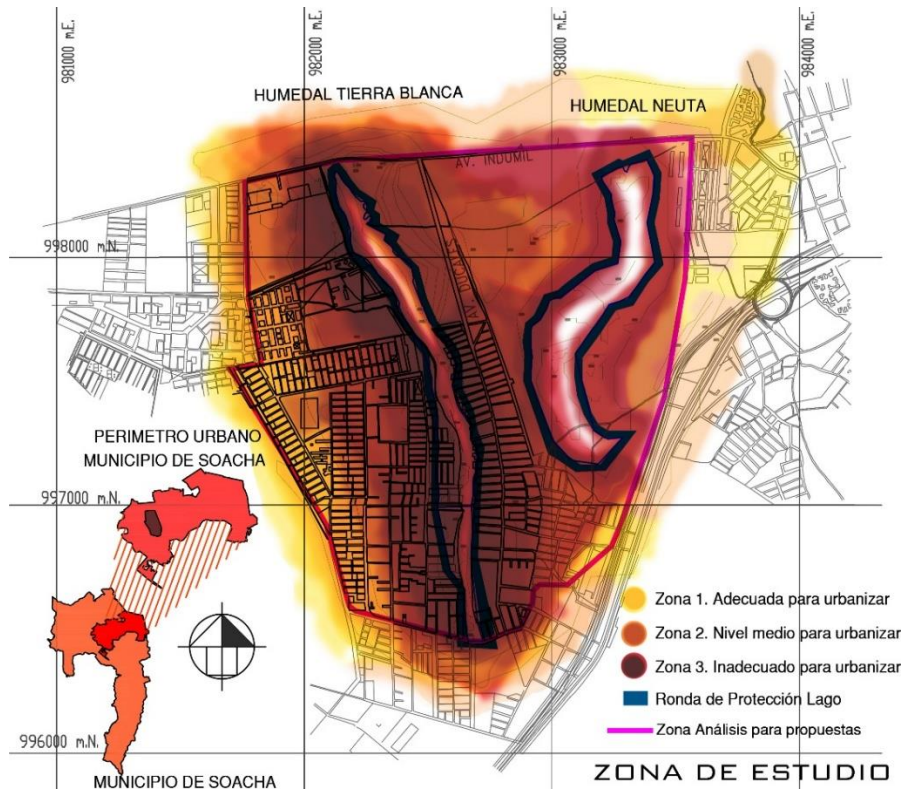 981000 m.E.
982000 m.E.
983000 m.E.
984000 m.E.
HUMEDAL TIERRA BLANCA
HUMEDAL NEUTA
AV. INDUMIL
998000 m.N.
AV. DUCALES
PERIMETRO URBANO
MUNICIPIO DE SOACHA
997000 m.N.
Zona 1. Adecuada para urbanizar
Zona 2. Nivel medio para urbanizar
Zona 3. Inadecuado para urbanizar
Ronda de Protección Lago
Zona Análisis para propuestas
996000 m.N.
MUNICIPIO DE SOACHA
ZONA DE ESTUDIO